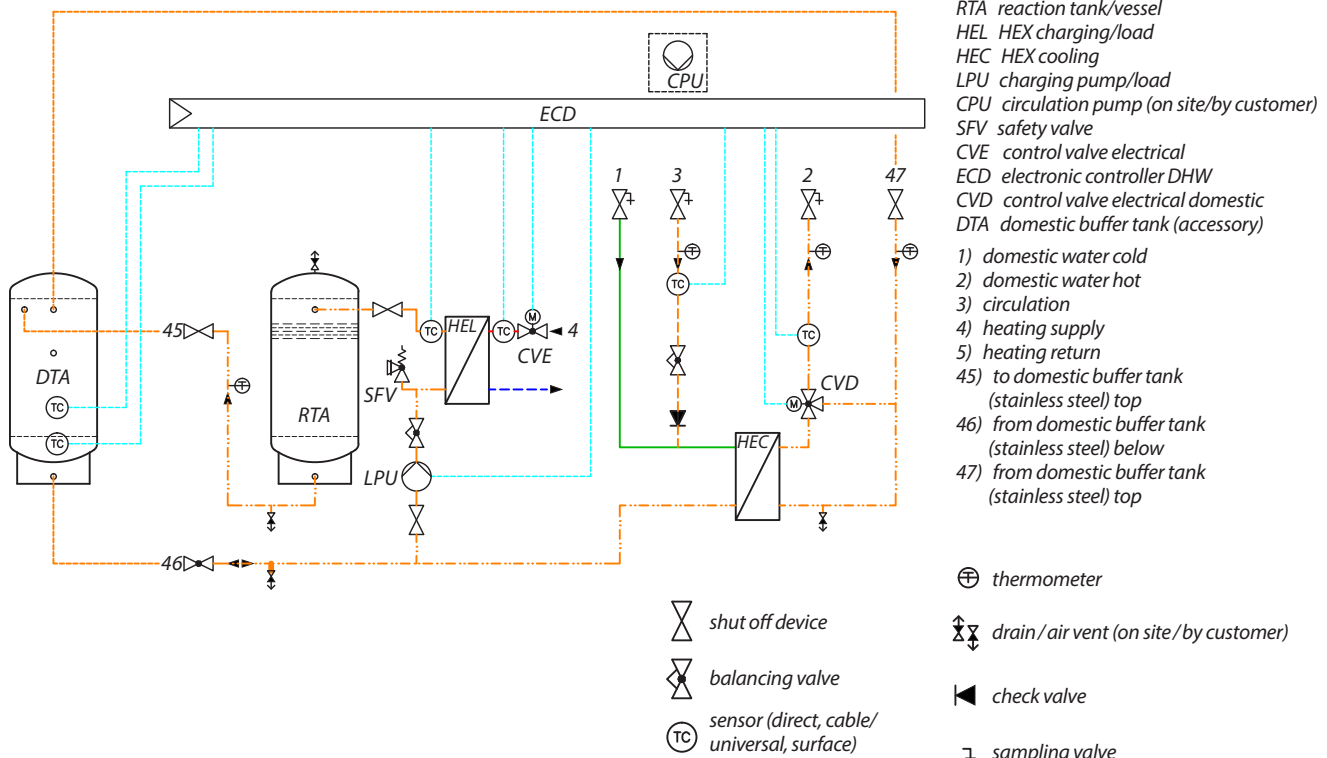 RTA reaction tank/vessel
HEL HEX charging/load
HEC HEX cooling
LPU charging pump/load
CPU circulation pump (on site/by customer)
SFV safety valve
CVE control valve electrical
ECD electronic controller DHW
CVD control valve electrical domestic
DTA domestic buffer tank (accessory)
1) domestic water cold
2) domestic water hot
3) circulation
4) heating supply
5) heating return
45) to domestic buffer tank
(stainless steel) top
46) from domestic buffer tank
(stainless steel) below
47) from domestic buffer tank
(stainless steel) top
CPU
ECD
1
3
2
47
45
DTA
TC
TC
RTA
TC
HEL
TC
M
4
CVE
SFV
LPU
TC
TC
CVD
M
HEC
46
T
T
T
T
shut off device
balancing valve
TC
sensor (direct, cable/
universal, surface)
T
thermometer
drain/air vent (on site/by customer)
check valve
sampling valve